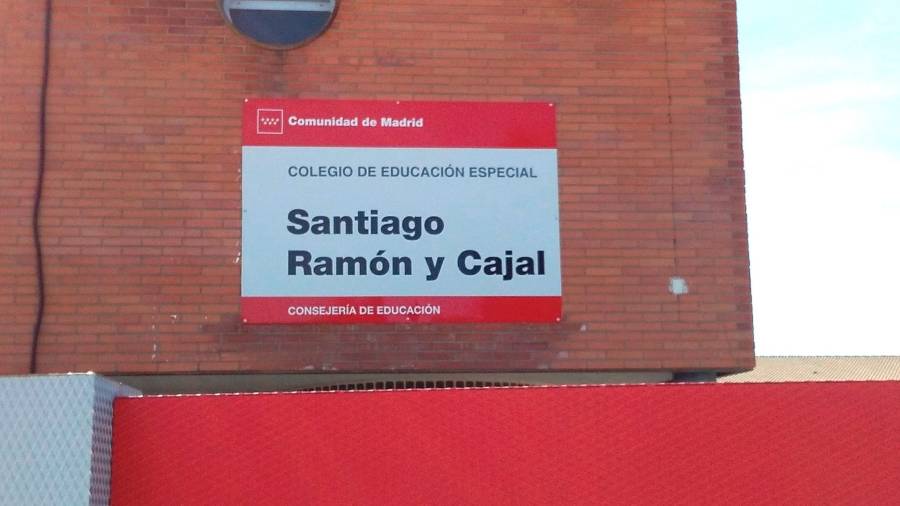 Comunidad de Madrid
COLEGIO DE EDUCACIÓN ESPECIAL
Santiago
Ramón y Cajal
CONSEJERÍA DE EDUCACIÓN